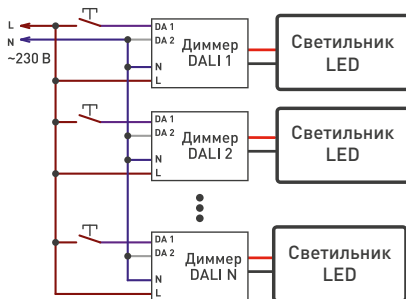 L
N
~230 В
DA 1
DA 2
N
L
Диммер
DALI 1
Светильник
LED
DA 1
DA 2
N
L
Диммер
DALI 2
Светильник
LED
DA 1
DA 2
N
L
Диммер
DALI N
Светильник
LED